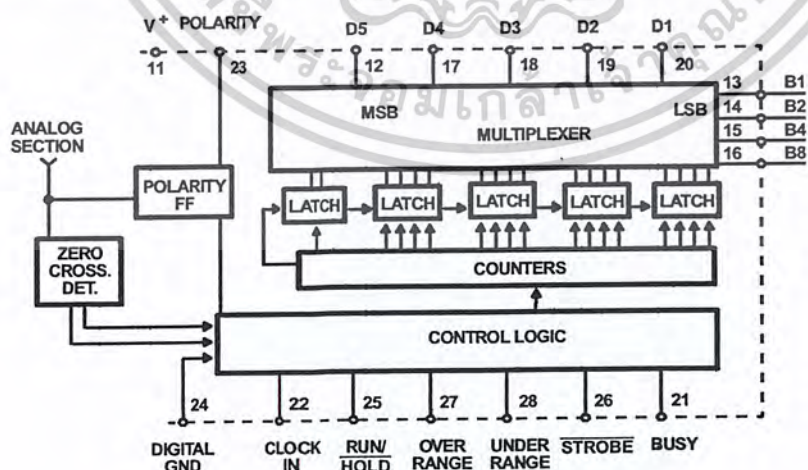 V+ POLARITY D5 D4 D3 D2 D1
11 23 12 17 18 19 20
MSB LSB
MULTIPLEXER
13 B1
14 B2
15 B4
16 B8
ANALOG
SECTION
POLARITY
FF
LATCH LATCH LATCH LATCH LATCH
ZERO
CROSS.
DET.
COUNTERS
CONTROL LOGIC
24 22 25 27 28 26 21
DIGITAL
GND
CLOCK
IN
RUN/
HOLD
OVER
RANGE
UNDER
RANGE
STROBE
BUSY